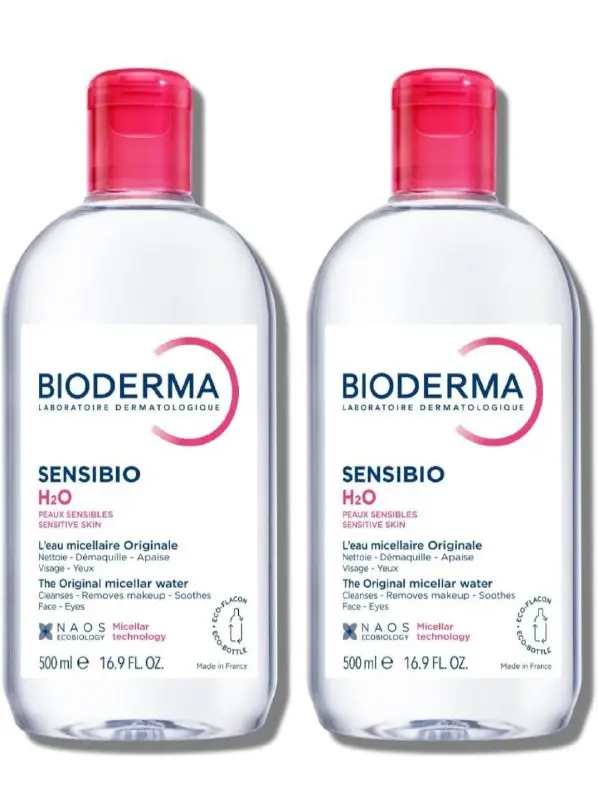 BIODERMA
LABORATOIRE DERMATOLOGIQUE
SENSIBIO
H2O
PEAUX SENSIBLES
SENSITIVE SKIN
L'eau micellaire Originale
Nettoie - Démaquille - Apaise
Visage - Yeux
The Original micellar water
Cleanses - Removes makeup - Soothes
Face - Eyes
NAOS
ECOBIOLOGY
Micellar
technology
ECO-FLACON
ECO-BOTTLE
500 ml e 16.9 FL. OZ.
Made in France
BIODERMA
LABORATOIRE DERMATOLOGIQUE
SENSIBIO
H2O
PEAUX SENSIBLES
SENSITIVE SKIN
L'eau micellaire Originale
Nettoie - Démaquille - Apaise
Visage - Yeux
The Original micellar water
Cleanses - Removes makeup - Soothes
Face - Eyes
NAOS
ECOBIOLOGY
Micellar
technology
ECO-FLACON
ECO-BOTTLE
500 ml e 16.9 FL. OZ.
Made in France